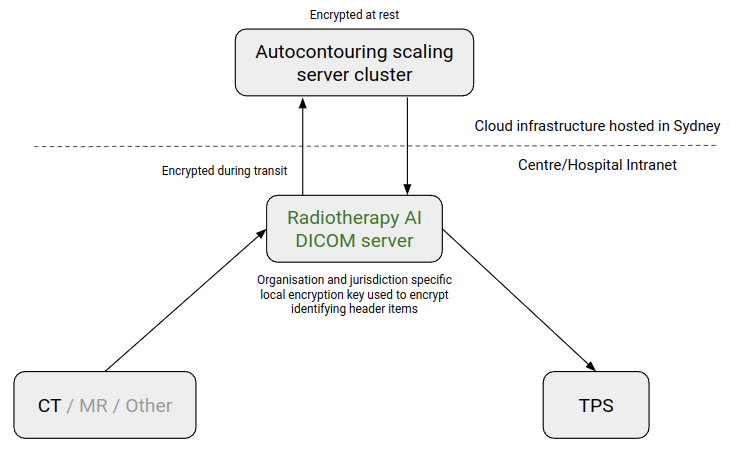 Encrypted at rest
Autocontouring scaling
server cluster
Cloud infrastructure hosted in Sydney
Centre/Hospital Intranet
Encrypted during transit
Radiotherapy AI
DICOM server
Organisation and jurisdiction specific
local encryption key used to encrypt
identifying header items
CT / MR / Other
TPS